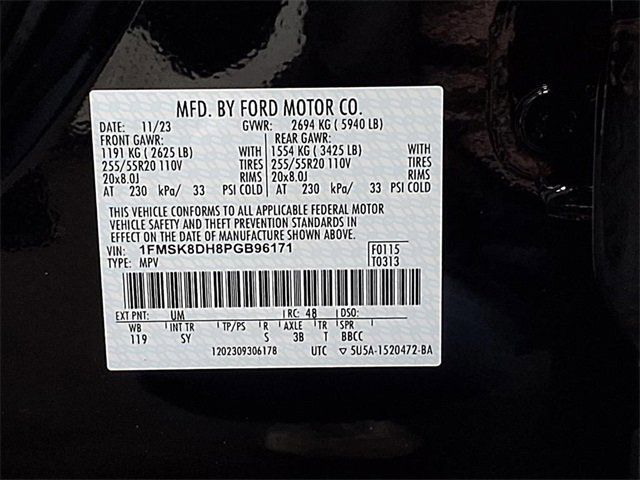 MFD. BY FORD MOTOR CO.
DATE: 11/23 GVWR: 2694 KG ( 5940 LB)
FRONT GAWR: REAR GAWR:
1191 KG ( 2625 LB) WITH 1554 KG ( 3425 LB) WITH
255/55R20 110V TIRES 255/55R20 110V TIRES
20x8.0J RIMS 20x8.0J RIMS
AT 230 kPa/ 33 PSI COLD AT 230 kPa/ 33 PSI COLD
THIS VEHICLE CONFORMS TO ALL APPLICABLE FEDERAL MOTOR
VEHICLE SAFETY AND THEFT PREVENTION STANDARDS IN
EFFECT ON THE DATE OF MANUFACTURE SHOWN ABOVE.
VIN: 1FMSK8DH8PGB96171 F0115
TYPE: MPV T0313
EXT PNT: UM RC: 48 DSO:
WB INT TR TP/PS R AXLE TR SPR
119 SY S 3B T BBCC
1202309306178 UTC ▽ 5U5A-1520472-BA